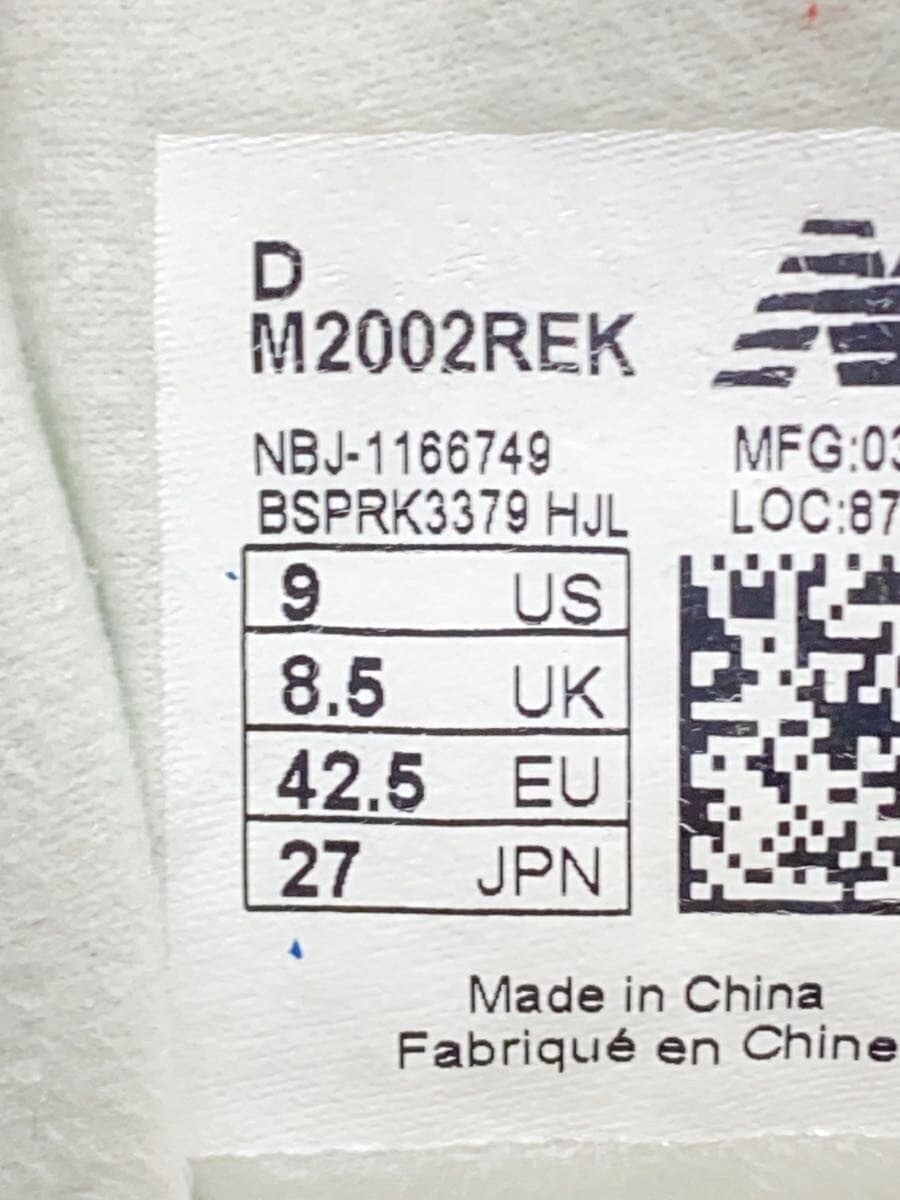 D
M2002REK
NBJ-1166749
MFG:03
BSPRK3379 HJL
LOC:87
9 US
8.5 UK
42.5 EU
27 JPN
Made in China
Fabriqué en Chine